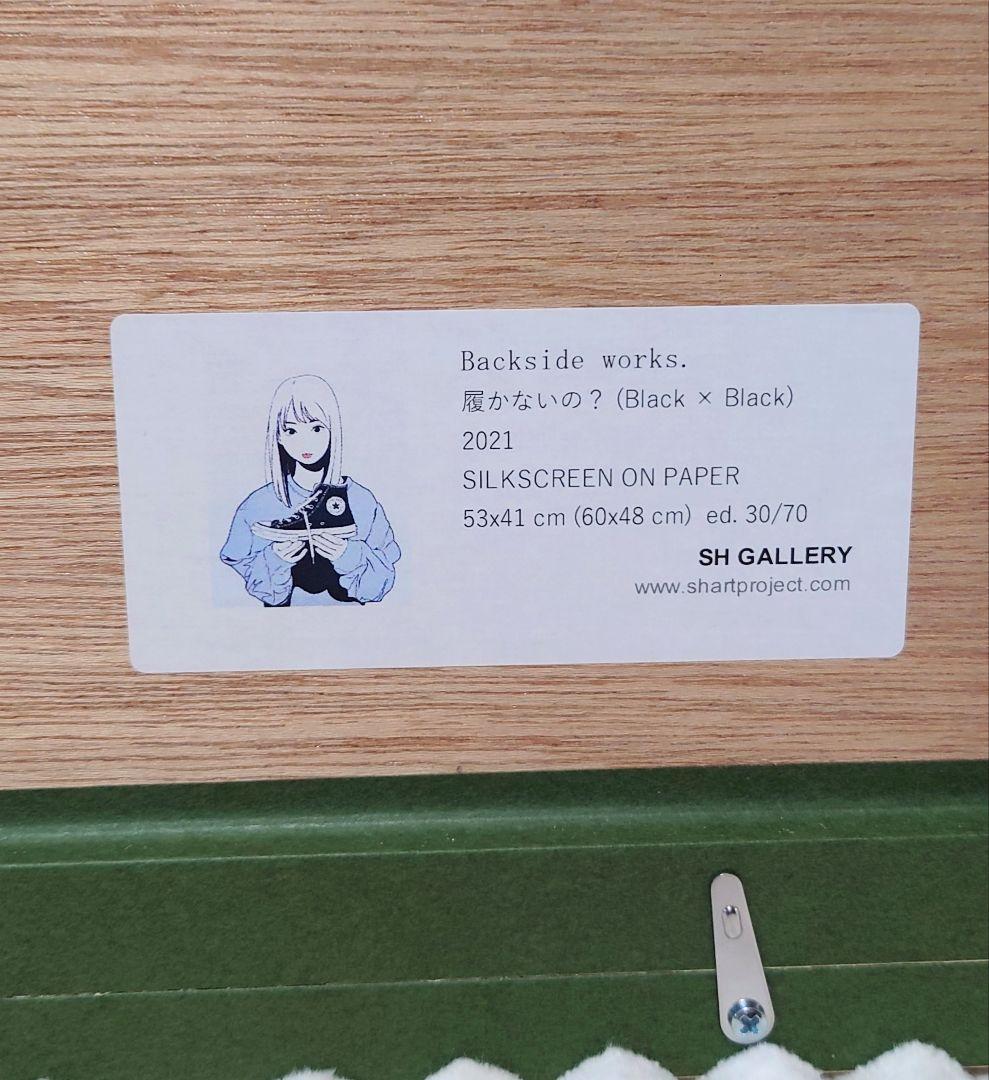 Backside works.
履かないの？ (Black × Black)
2021
SILKSCREEN ON PAPER
53x41 cm (60x48 cm) ed. 30/70
SH GALLERY
www.shartproject.com